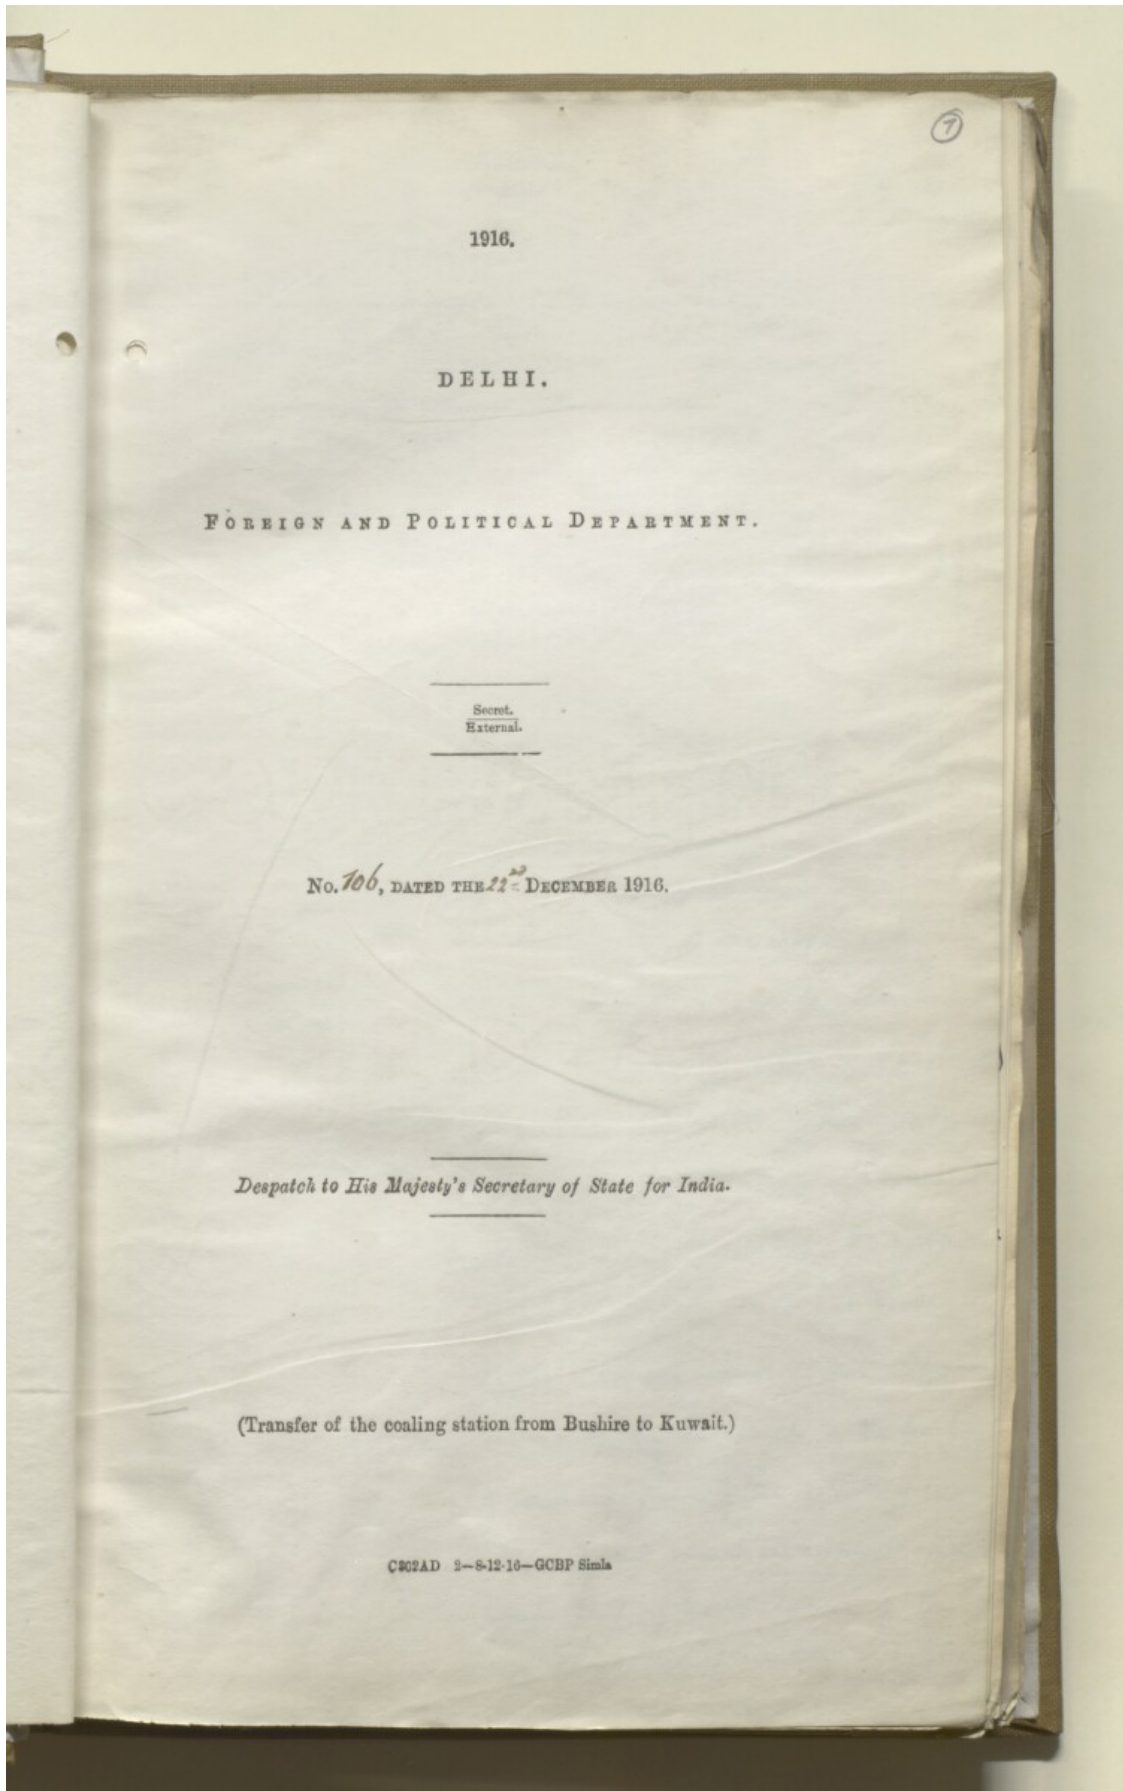 7
1916.
DELHI.
FOREIGN AND POLITICAL DEPARTMENT.
Secret.
External.
No. 106, DATED THE 22nd DECEMBER 1916.
Despatch to His Majesty's Secretary of State for India.
(Transfer of the coaling station from Bushire to Kuwait.)
C302AD 2—8-12-16—GCBP Simla